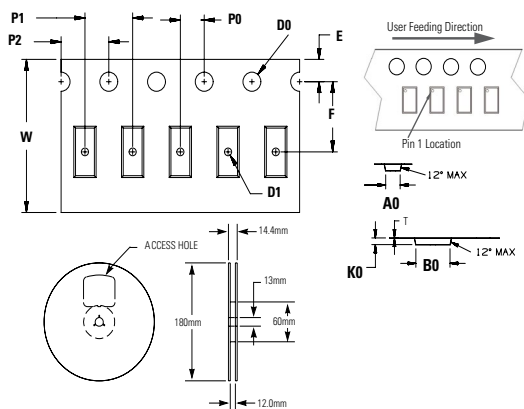 P1
P0
D0
E
P2
User Feeding Direction
W
F
Pin 1 Location
D1
12° MAX
A0
T
K0
B0
12° MAX
ACCESS HOLE
14.4mm
13mm
180mm
60mm
12.0mm